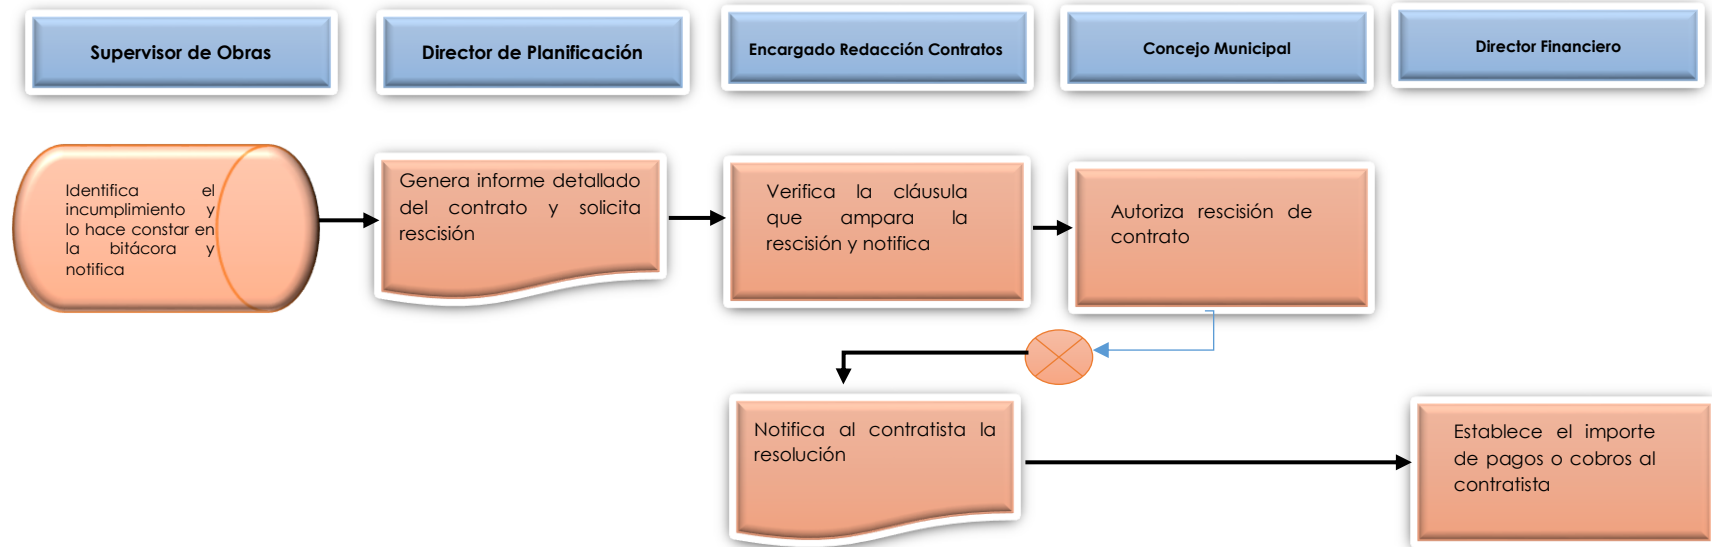 Supervisor de Obras
Director de Planificación
Encargado Redacción Contratos
Concejo Municipal
Director Financiero
Identifica el
incumplimiento y
lo hace constar en
la bitácora y
notifica
Genera informe detallado
del contrato y solicita
rescisión
Verifica la cláusula
que ampara la
rescisión y notifica
Autoriza rescisión de
contrato
Notifica al contratista la
resolución
Establece el importe
de pagos o cobros al
contratista